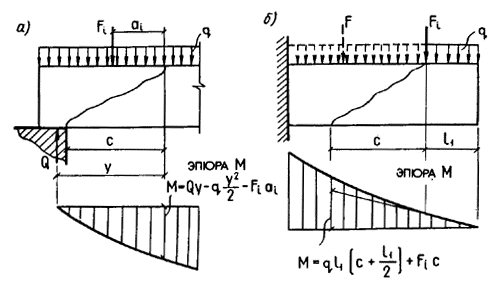 а)
Fi
ai
q
Q
c
y
ЭПЮРА М
M=Qy-q y²/2 -Fi ai
б)
F
Fi
q
c
l₁
ЭПЮРА М
M=q l₁ (c + l₁/2) + Fi c